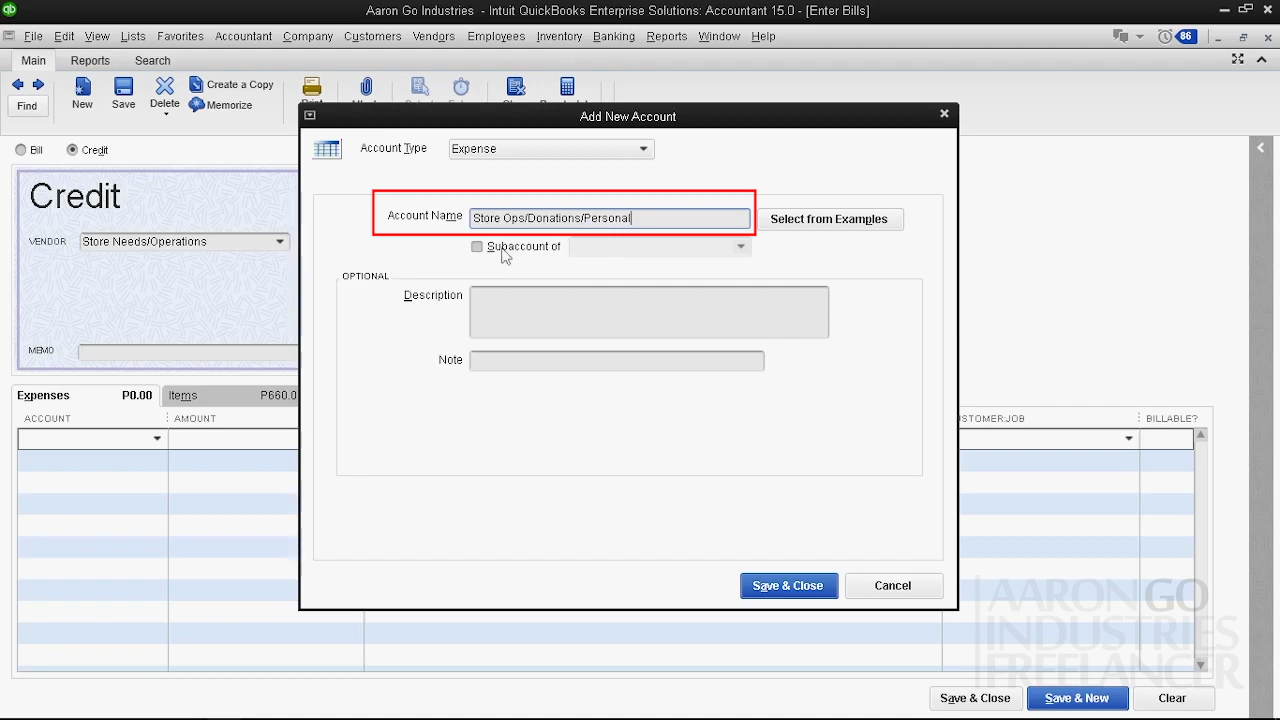 Aaron Go Industries  - Intuit QuickBooks Enterprise Solutions, Accountant 15.0 - [Enter Bills]
File Edit View Lists Favorites Accountant Company Customers Vendors Employees Inventory Banking Reports Window Help 86
Main Reports Search
Find New Save Delete Create a Copy Memorize
Add New Account
Bill Credit
Account Type Expense
Credit
Account Name Store Ops/Donations/Personal Select from Examples
VENDOR Store Needs/Operations
Subaccount of
OPTIONAL
Description
MEMO
Note
Expenses P0.00 Items P660.0
ACCOUNT AMOUNT BILLABLE?
Save & Close Cancel
AARON GO
INDUSTRIES
FREELANCER
Save & Close Save & New Clear